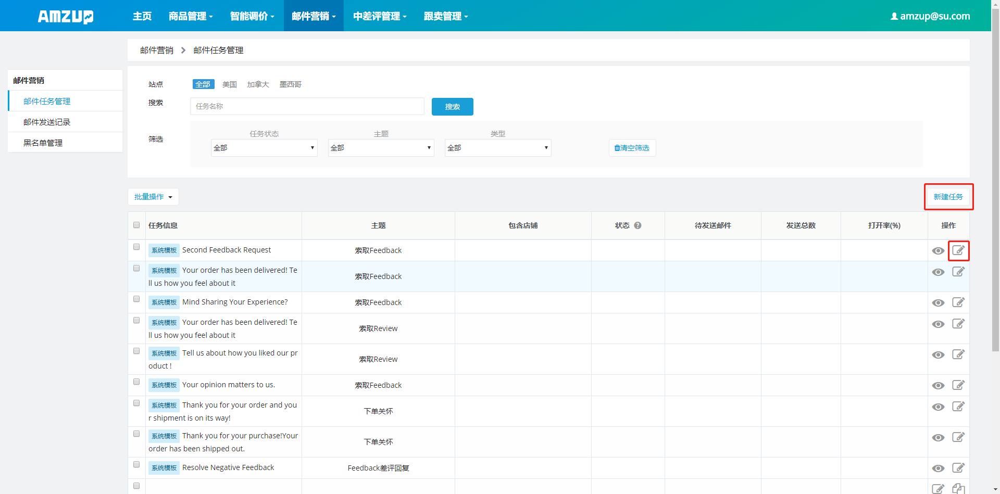 AMZUP 主页 商品管理 智能调价 邮件营销 中差评管理 跟卖管理 amzup@su.com
邮件营销 > 邮件任务管理
邮件营销
邮件任务管理
邮件发送记录
黑名单管理
站点 全部 美国 加拿大 墨西哥
搜索 任务名称 搜索
任务状态 主题 类型
筛选 全部 全部 全部 清空筛选
批量操作 新建任务
任务信息 主题 包含店铺 状态 ? 待发送邮件 发送总数 打开率(%) 操作
系统模板 Second Feedback Request 索取Feedback
系统模板 Your order has been delivered! Te
ll us how you feel about it 索取Feedback
系统模板 Mind Sharing Your Experience? 索取Feedback
系统模板 Your order has been delivered! Te
ll us how you feel about it 索取Review
系统模板 Tell us about how you liked our pr
oduct ! 索取Review
系统模板 Your opinion matters to us. 索取Feedback
系统模板 Thank you for your order and you
r shipment is on its way! 下单关怀
系统模板 Thank you for your purchase!Your
order has been shipped out. 下单关怀
系统模板 Resolve Negative Feedback Feedback差评回复